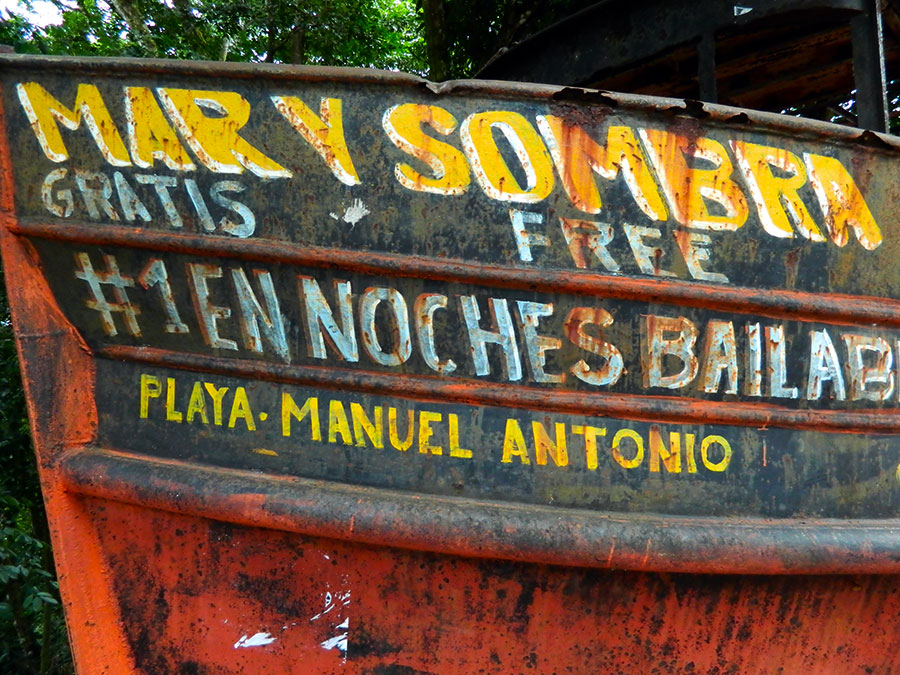 MAR Y SOMBRA
GRATIS FREE
#1 EN NOCHES BAILAB
PLAYA. MANUEL ANTONIO